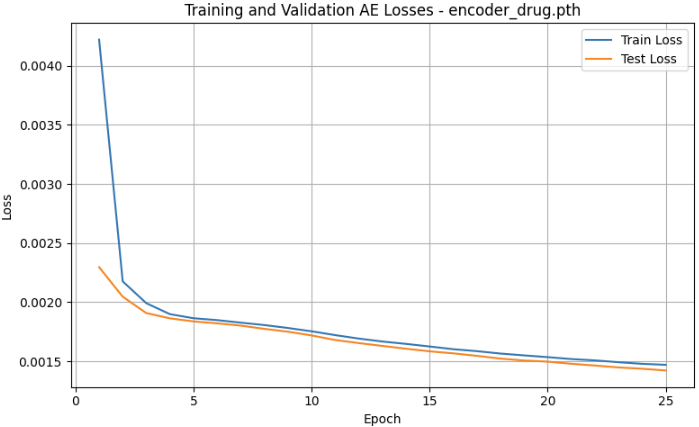 Training and Validation AE Losses - encoder_drug.pth
Train Loss
Test Loss
0.0040
0.0035
0.0030
0.0025
0.0020
0.0015
Loss
0
5
10
15
20
25
Epoch